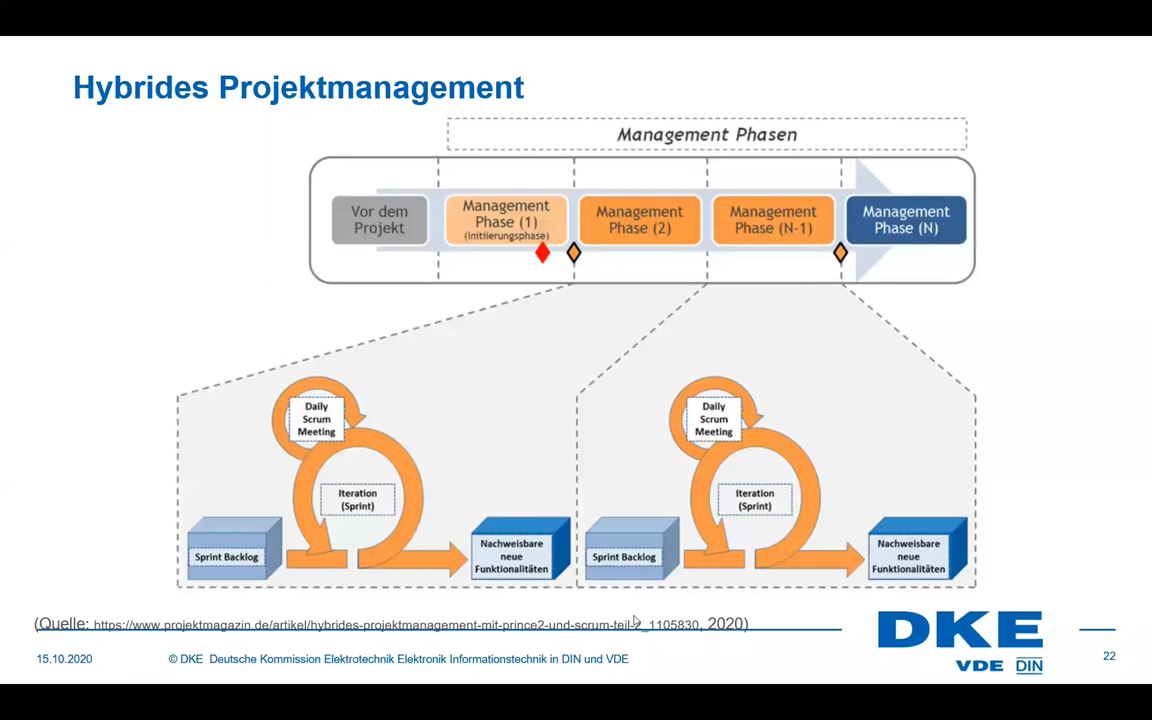 Hybrides Projektmanagement
Management Phasen
Vor dem
Projekt
Management
Phase (1)
(Initiierungsphase)
Management
Phase (2)
Management
Phase (N-1)
Management
Phase (N)
Daily
Scrum
Meeting
Iteration
(Sprint)
Sprint Backlog
Nachweisbare
neue
Funktionalitäten
Daily
Scrum
Meeting
Iteration
(Sprint)
Sprint Backlog
Nachweisbare
neue
Funktionalitäten
(Quelle: https://www.projektmagazin.de/artikel/hybrides-projektmanagement-mit-prince2-und-scrum-teil-2_1105830, 2020)
DKE
VDE DIN
15.10.2020
© DKE Deutsche Kommission Elektrotechnik Elektronik Informationstechnik in DIN und VDE
22